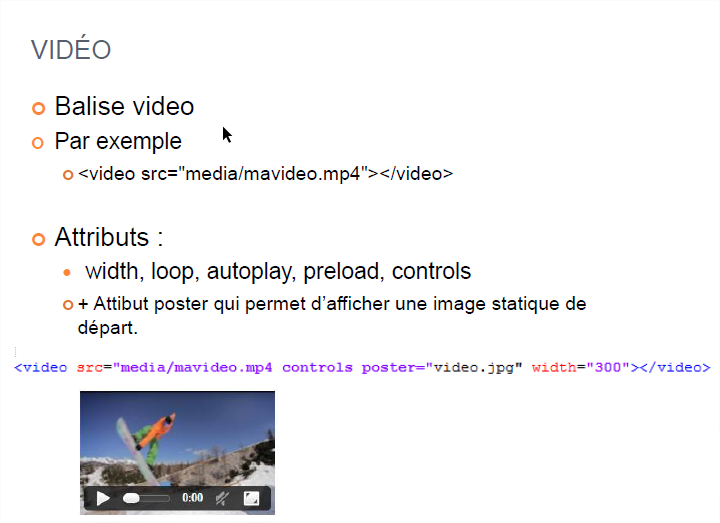 VIDÉO
Balise video
Par exemple
<video src="media/mavideo.mp4"></video>
Attributs :
width, loop, autoplay, preload, controls
+ Attibut poster qui permet d’afficher une image statique de
départ.
<video src="media/mavideo.mp4 controls poster="video.jpg" width="300"></video>
0:00